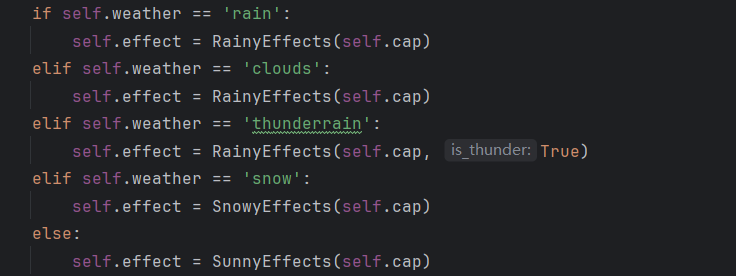 if self.weather == 'rain':
    self.effect = RainyEffects(self.cap)
elif self.weather == 'clouds':
    self.effect = RainyEffects(self.cap)
elif self.weather == 'thunderrain':
    self.effect = RainyEffects(self.cap, is_thunder: True)
elif self.weather == 'snow':
    self.effect = SnowyEffects(self.cap)
else:
    self.effect = SunnyEffects(self.cap)